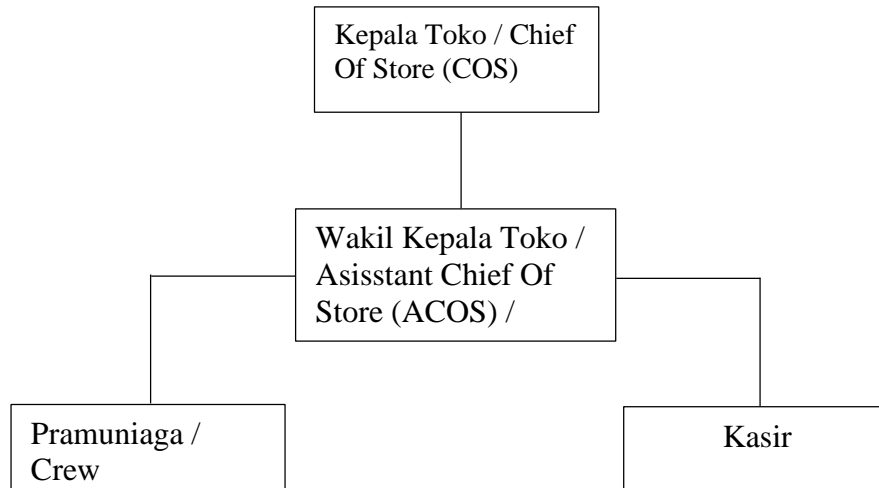 Kepala Toko / Chief
Of Store (COS)
Wakil Kepala Toko /
Asisstant Chief Of
Store (ACOS) /
Pramuniaga /
Crew
Kasir